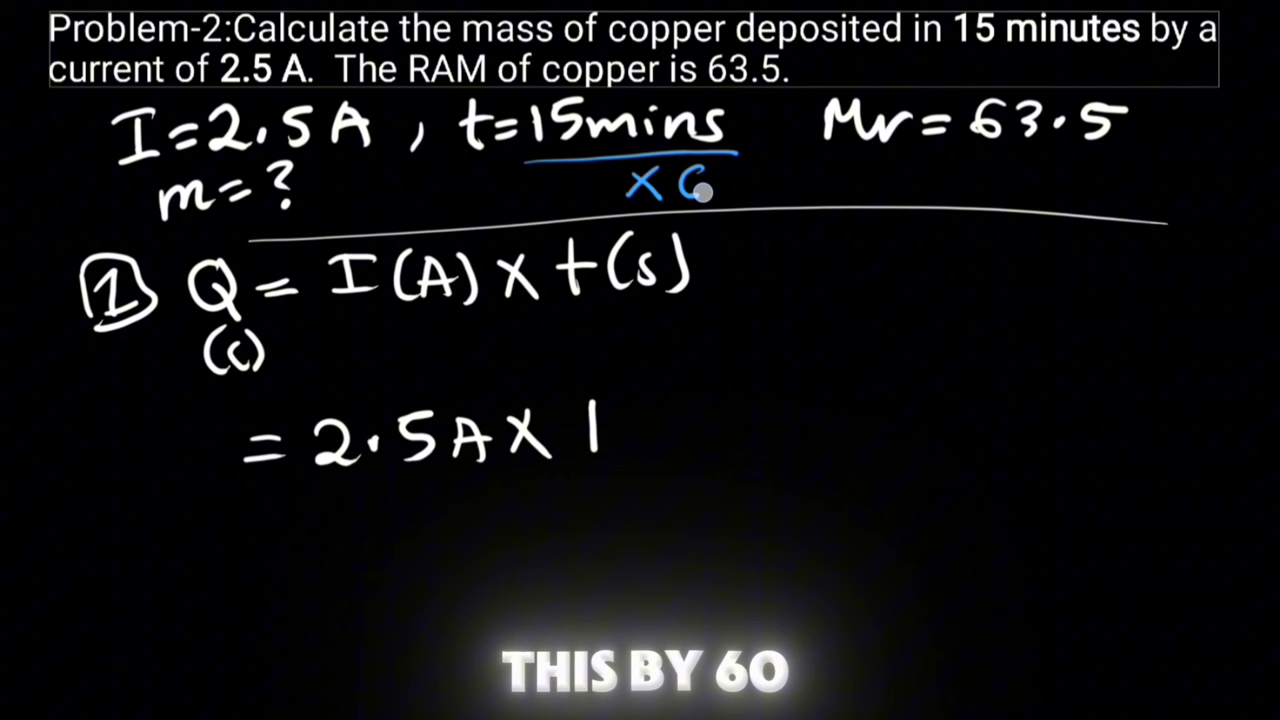 Problem-2:Calculate the mass of copper deposited in 15 minutes by a
current of 2.5 A. The RAM of copper is 63.5.
I=2.5A, t=15mins Mr=63.5
m=? x 6
① Q = I(A) x t(s)
(c)
= 2.5A x 1
THIS BY 60